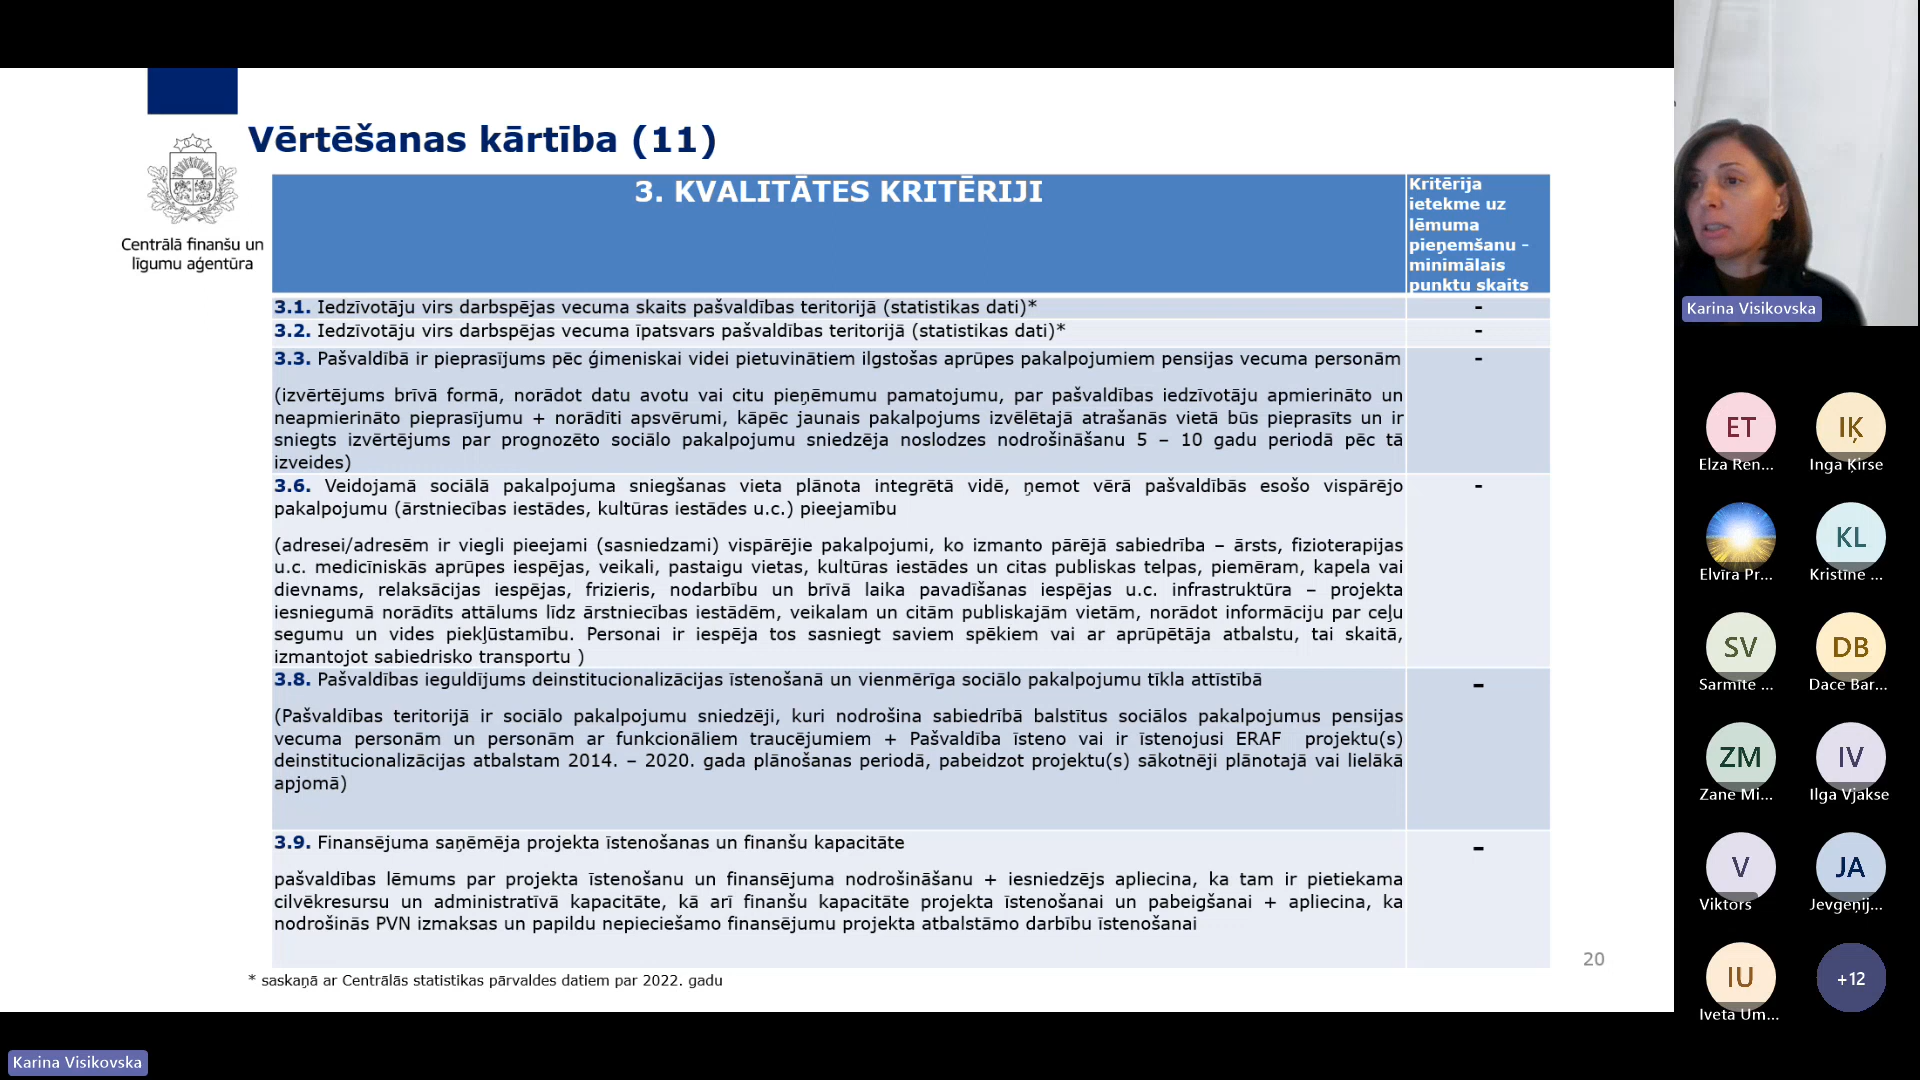 Vērtēšanas kārtība (11)
Centrālā finanšu un
līgumu aģentūra
3. KVALITĀTES KRITĒRIJI
Kritērija
ietekme uz
lēmuma
pieņemšanu -
minimālais
punktu skaits
3.1. Iedzīvotāju virs darbspējas vecuma skaits pašvaldības teritorijā (statistikas dati)*
-
3.2. Iedzīvotāju virs darbspējas vecuma īpatsvars pašvaldības teritorijā (statistikas dati)*
-
3.3. Pašvaldībā ir pieprasījums pēc ģimeniskai videi pietuvinātiem ilgstošas aprūpes pakalpojumiem pensijas vecuma personām
-
(izvērtējums brīvā formā, norādot datu avotu vai citu pieņēmumu pamatojumu, par pašvaldības iedzīvotāju apmierināto un
neapmierināto pieprasījumu + norādīti apsvērumi, kāpēc jaunais pakalpojums izvēlētajā atrašanās vietā būs pieprasīts un ir
sniegts izvērtējums par prognozēto sociālo pakalpojumu sniedzēja noslodzes nodrošināšanu 5 – 10 gadu periodā pēc tā
izveides)
3.6. Veidojamā sociālā pakalpojuma sniegšanas vieta plānota integrētā vidē, ņemot vērā pašvaldībās esošo vispārējo
pakalpojumu (ārstniecības iestādes, kultūras iestādes u.c.) pieejamību
-
(adresei/adresēm ir viegli pieejami (sasniedzami) vispārējie pakalpojumi, ko izmanto pārējā sabiedrība – ārsts, fizioterapijas
u.c. medicīniskās aprūpes iespējas, veikali, pastaigu vietas, kultūras iestādes un citas publiskas telpas, piemēram, kapela vai
dievnams, relaksācijas iespējas, frizieris, nodarbību un brīvā laika pavadīšanas iespējas u.c. infrastruktūra – projekta
iesniegumā norādīts attālums līdz ārstniecības iestādēm, veikalam un citām publiskajām vietām, norādot informāciju par ceļu
segumu un vides piekļūstamību. Personai ir iespēja tos sasniegt saviem spēkiem vai ar aprūpētāja atbalstu, tai skaitā,
izmantojot sabiedrisko transportu )
3.8. Pašvaldības ieguldījums deinstitucionalizācijas īstenošanā un vienmērīga sociālo pakalpojumu tīkla attīstībā
-
(Pašvaldības teritorijā ir sociālo pakalpojumu sniedzēji, kuri nodrošina sabiedrībā balstītus sociālos pakalpojumus pensijas
vecuma personām un personām ar funkcionāliem traucējumiem + Pašvaldība īsteno vai ir īstenojusi ERAF projektu(s)
deinstitucionalizācijas atbalstam 2014. – 2020. gada plānošanas periodā, pabeidzot projektu(s) sākotnēji plānotajā vai lielākā
apjomā)
3.9. Finansējuma saņēmēja projekta īstenošanas un finanšu kapacitāte
-
pašvaldības lēmums par projekta īstenošanu un finansējuma nodrošināšanu + iesniedzējs apliecina, ka tam ir pietiekama
cilvēkresursu un administratīvā kapacitāte, kā arī finanšu kapacitāte projekta īstenošanai un pabeigšanai + apliecina, ka
nodrošinās PVN izmaksas un papildu nepieciešamo finansējumu projekta atbalstāmo darbību īstenošanai
20
* saskaņā ar Centrālās statistikas pārvaldes datiem par 2022. gadu
Karina Visikovska
Karina Visikovska
ET
IĶ
Elza Ren...
Inga Ķirse
KL
Elvīra Pr...
Kristīne ...
SV
DB
Sarmīte ...
Dace Bar...
ZM
IV
Zane Mi...
Ilga Vjakse
V
JA
Viktors
Jevgeņij...
IU
+12
Iveta Um...